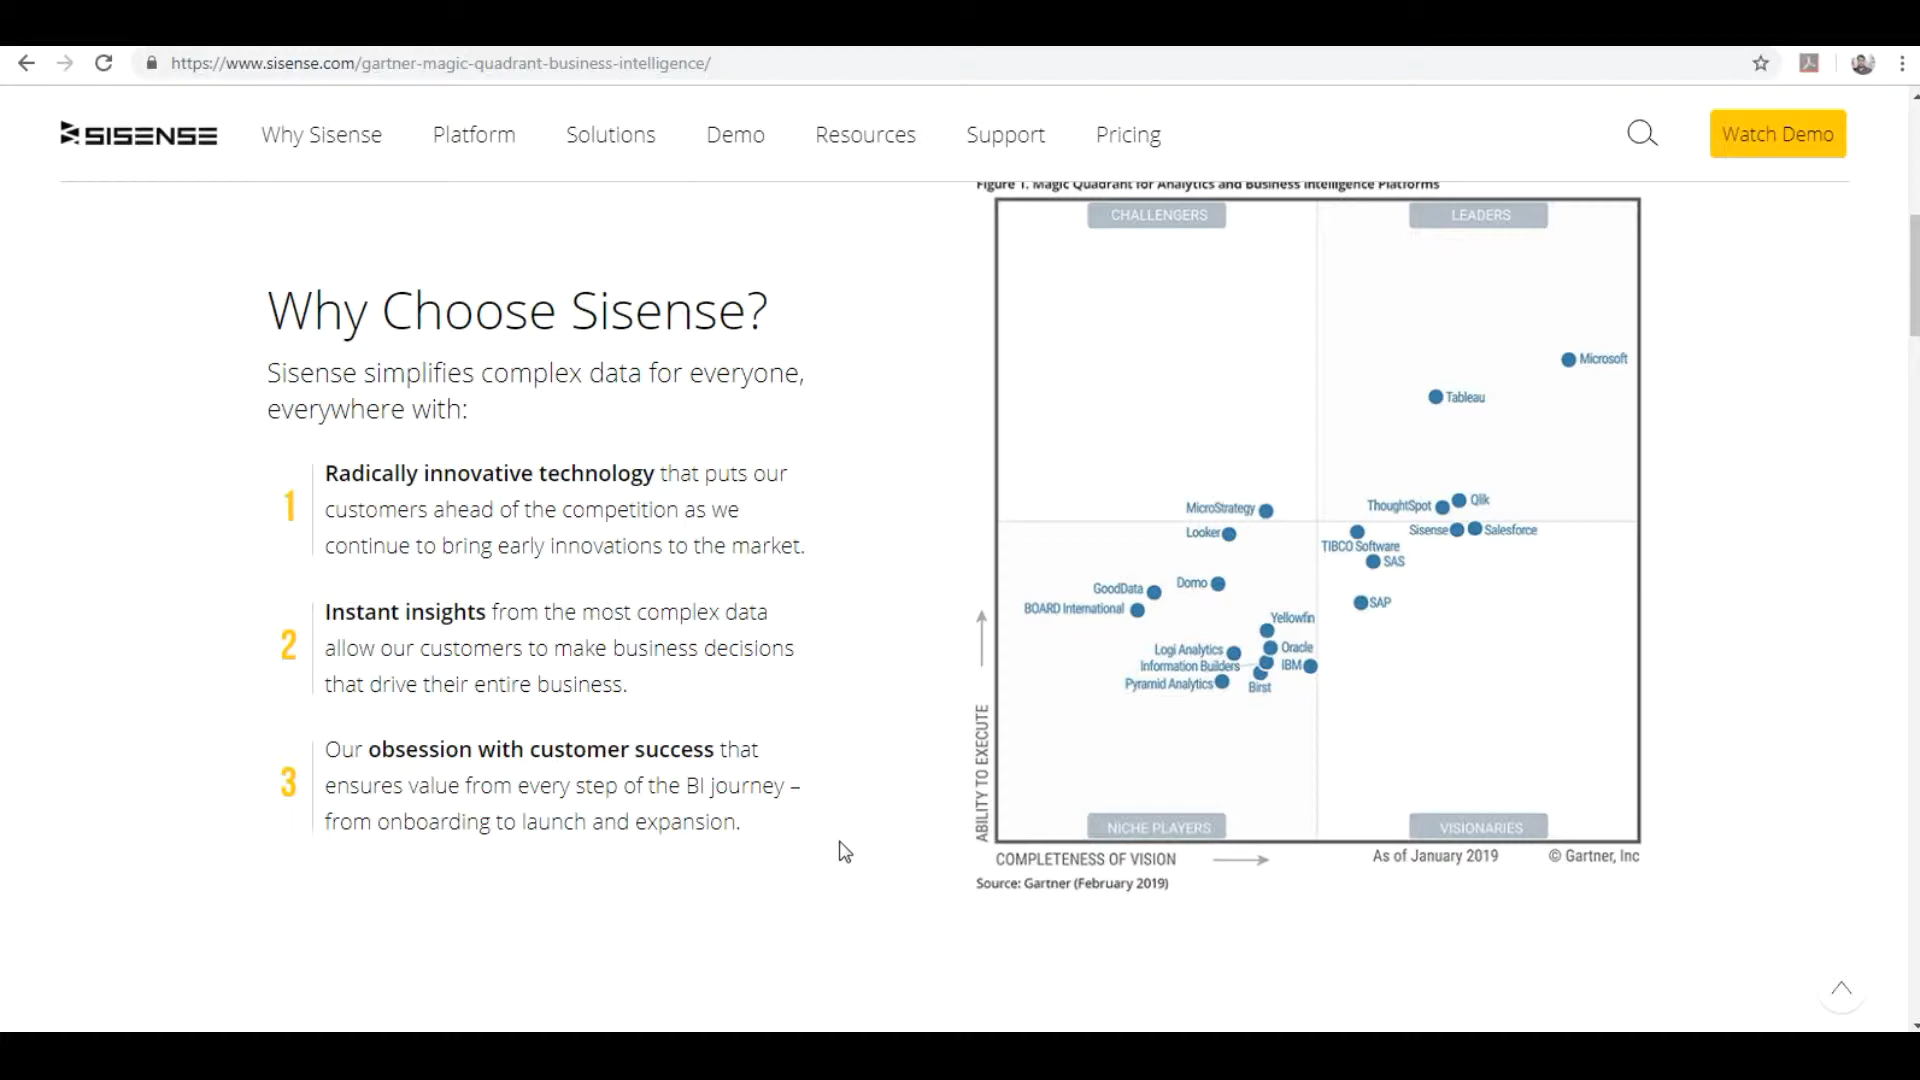 https://www.sisense.com/gartner-magic-quadrant-business-intelligence/
SISENSE
Why Sisense
Platform
Solutions
Demo
Resources
Support
Pricing
Watch Demo
Why Choose Sisense?
Sisense simplifies complex data for everyone,
everywhere with:
1
Radically innovative technology that puts our
customers ahead of the competition as we
continue to bring early innovations to the market.
2
Instant insights from the most complex data
allow our customers to make business decisions
that drive their entire business.
3
Our obsession with customer success that
ensures value from every step of the BI journey –
from onboarding to launch and expansion.
Figure 1. Magic Quadrant for Analytics and Business Intelligence Platforms
CHALLENGERS
LEADERS
Microsoft
Tableau
Qlik
ThoughtSpot
MicroStrategy
Sisense
Salesforce
Looker
TIBCO Software
SAS
Domo
GoodData
SAP
BOARD International
Yellowfin
Oracle
Logi Analytics
IBM
Information Builders
Pyramid Analytics
Birst
ABILITY TO EXECUTE
NICHE PLAYERS
VISIONARIES
COMPLETENESS OF VISION
As of January 2019
© Gartner, Inc
Source: Gartner (February 2019)